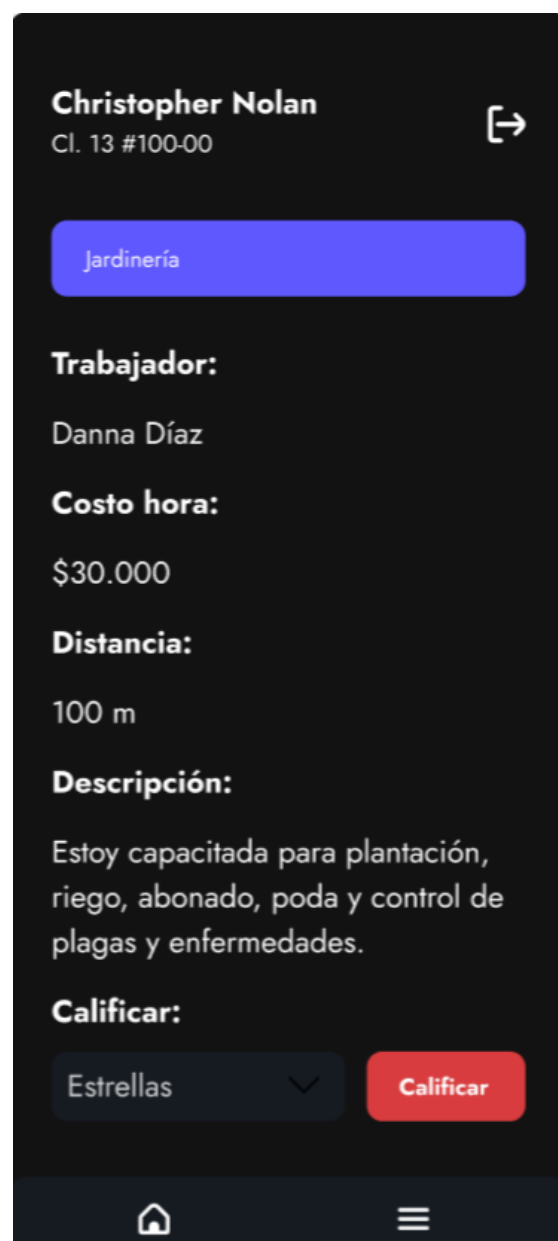 Christopher Nolan
Cl. 13 #100-00
Jardinería
Trabajador:
Danna Díaz
Costo hora:
$30.000
Distancia:
100 m
Descripción:
Estoy capacitada para plantación,
riego, abonado, poda y control de
plagas y enfermedades.
Calificar:
Estrellas
Calificar